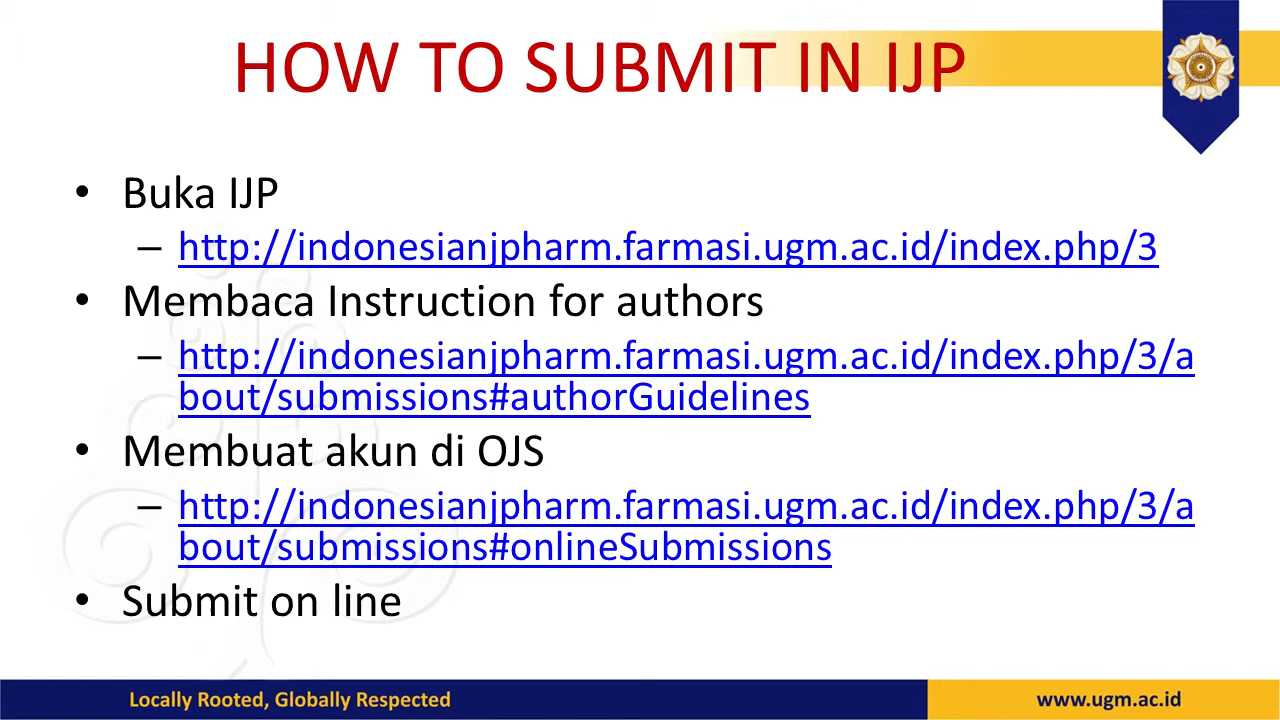 HOW TO SUBMIT IN IJP
• Buka IJP
– http://indonesianjpharm.farmasi.ugm.ac.id/index.php/3
• Membaca Instruction for authors
– http://indonesianjpharm.farmasi.ugm.ac.id/index.php/3/a
bout/submissions#authorGuidelines
• Membuat akun di OJS
– http://indonesianjpharm.farmasi.ugm.ac.id/index.php/3/a
bout/submissions#onlineSubmissions
• Submit on line
Locally Rooted, Globally Respected
www.ugm.ac.id